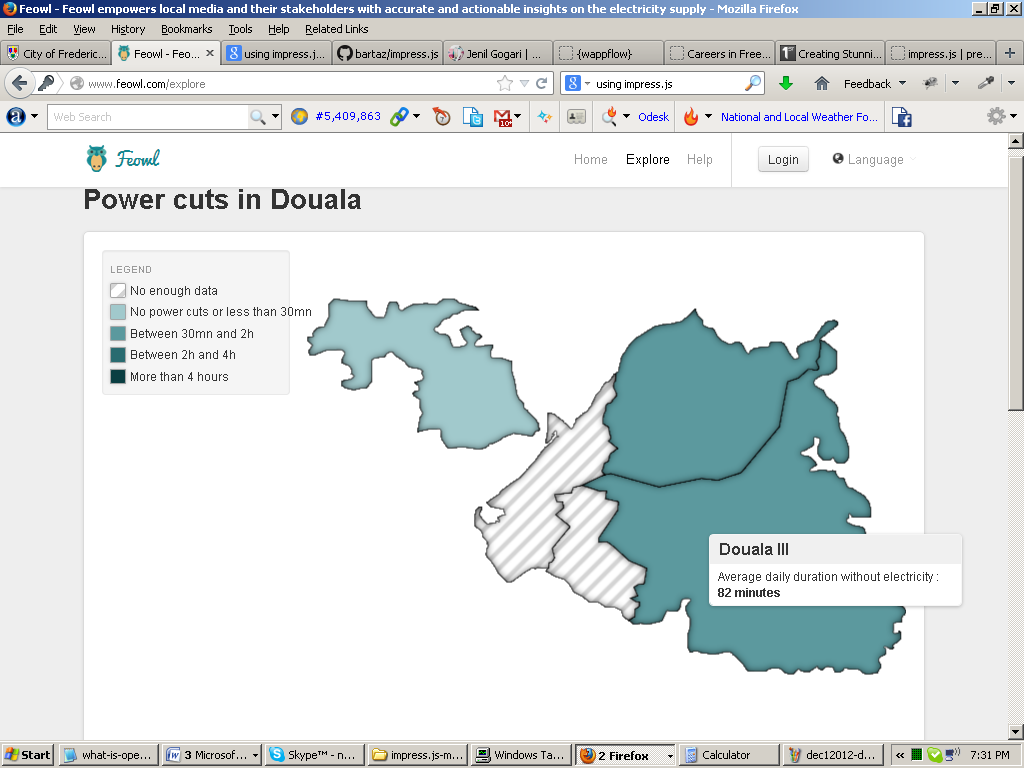 Feowl - Feowl empowers local media and their stakeholders with accurate and actionable insights on the electricity supply - Mozilla Firefox
File Edit View History Bookmarks Tools Help Related Links
City of Frederic... Feowl - Feo... using impress.j... bartaz/impress.js Jenil Gogari | ... {wappflow} Careers in Free... Creating Stunni... impress.js | pre...
www.feowl.com/explore using impress.js Feedback
Web Search #5,409,863 10+ Odesk National and Local Weather Fo...
Feowl Home Explore Help Login Language
Power cuts in Douala
LEGEND
No enough data
No power cuts or less than 30mn
Between 30mn and 2h
Between 2h and 4h
More than 4 hours
Douala III
Average daily duration without electricity :
82 minutes
Start what-is-ope... 3 Microsof... Skype™ - n... impress.js-m... Windows Ta... 2 Firefox Calculator dec12012-d... « 7:31 PM